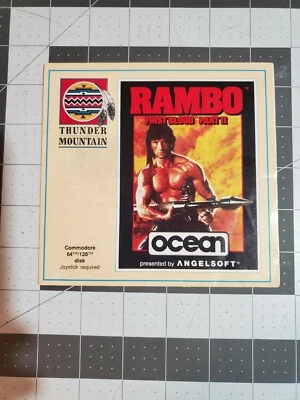 THUNDER
MOUNTAIN
Commodore
64™/128™
disk
Joystick required
RAMBO
FIRST BLOOD PART II
ocean
presented by ANGELSOFT®